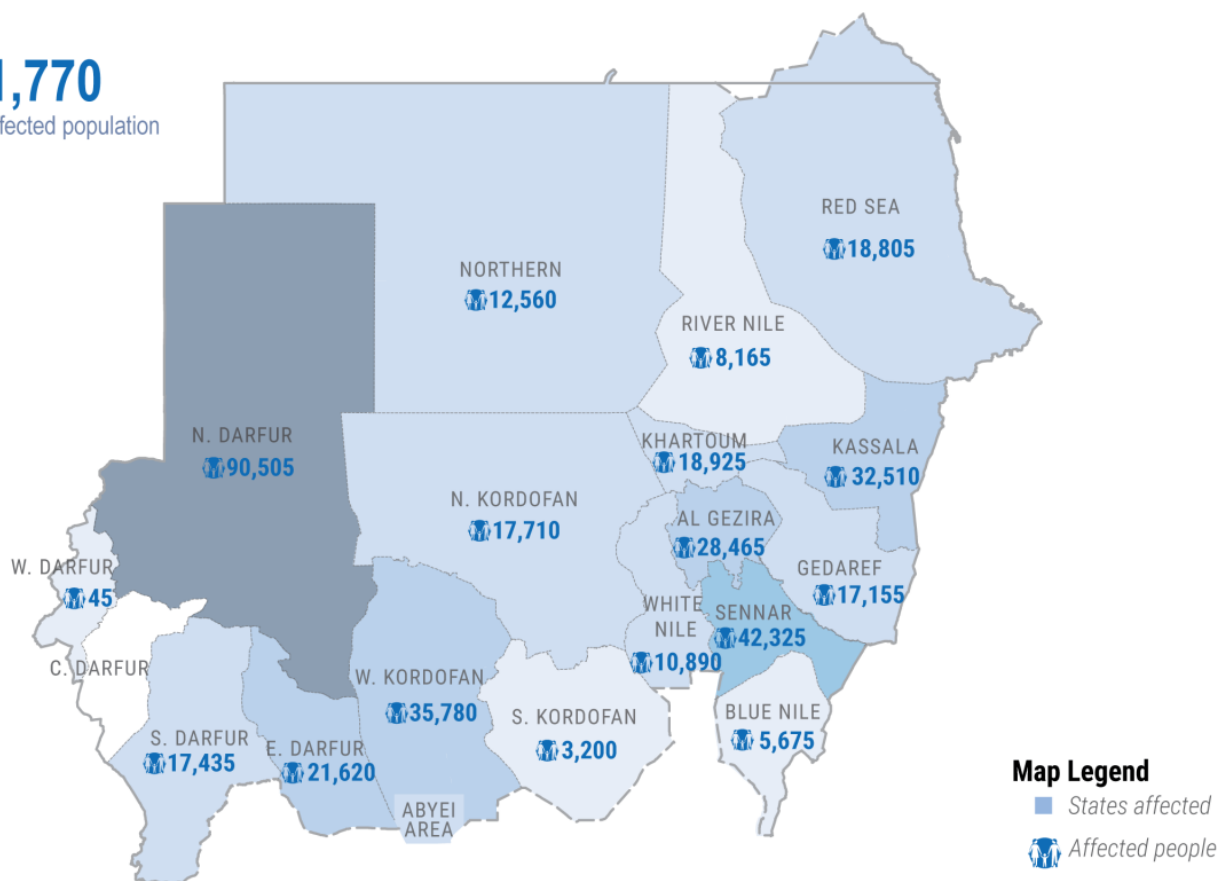 1,770
ffected population
RED SEA
18,805
NORTHERN
12,560
RIVER NILE
8,165
N. DARFUR
90,505
KHARTOUM
18,925
KASSALA
32,510
N. KORDOFAN
17,710
AL GEZIRA
28,465
W. DARFUR
45
GEDAREF
17,155
WHITE
NILE
10,890
SENNAR
42,325
C. DARFUR
W. KORDOFAN
35,780
S. KORDOFAN
3,200
BLUE NILE
5,675
S. DARFUR
17,435
E. DARFUR
21,620
ABYEI
AREA
Map Legend
States affected
Affected people